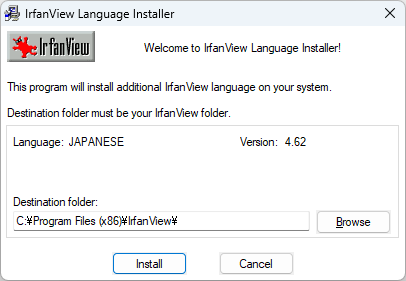 IrfanView Language Installer
IrfanView
Welcome to IrfanView Language Installer!
This program will install additional IrfanView language on your system.
Destination folder must be your IrfanView folder.
Language: JAPANESE Version: 4.62
Destination folder:
C:¥Program Files (x86)¥IrfanView¥ Browse
Install Cancel